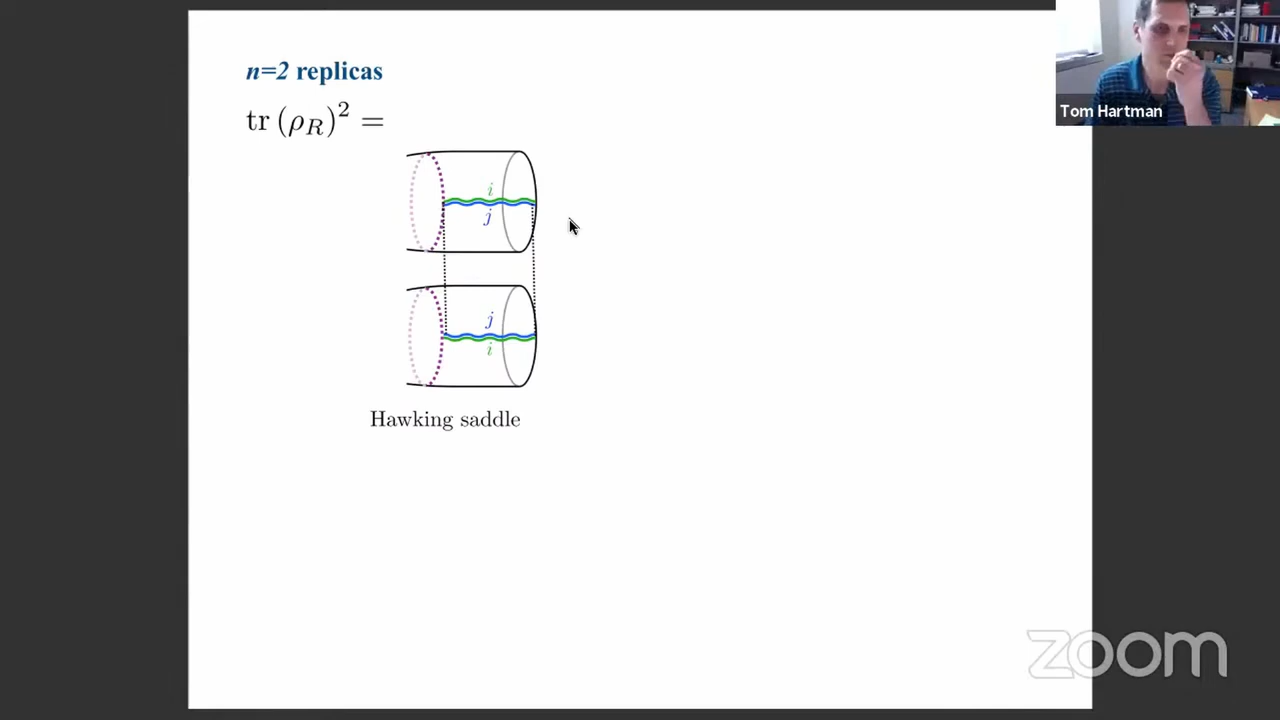 n=2 replicas
tr (ρ_R)^2 =
i
j
j
i
Hawking saddle
Tom Hartman
zoom